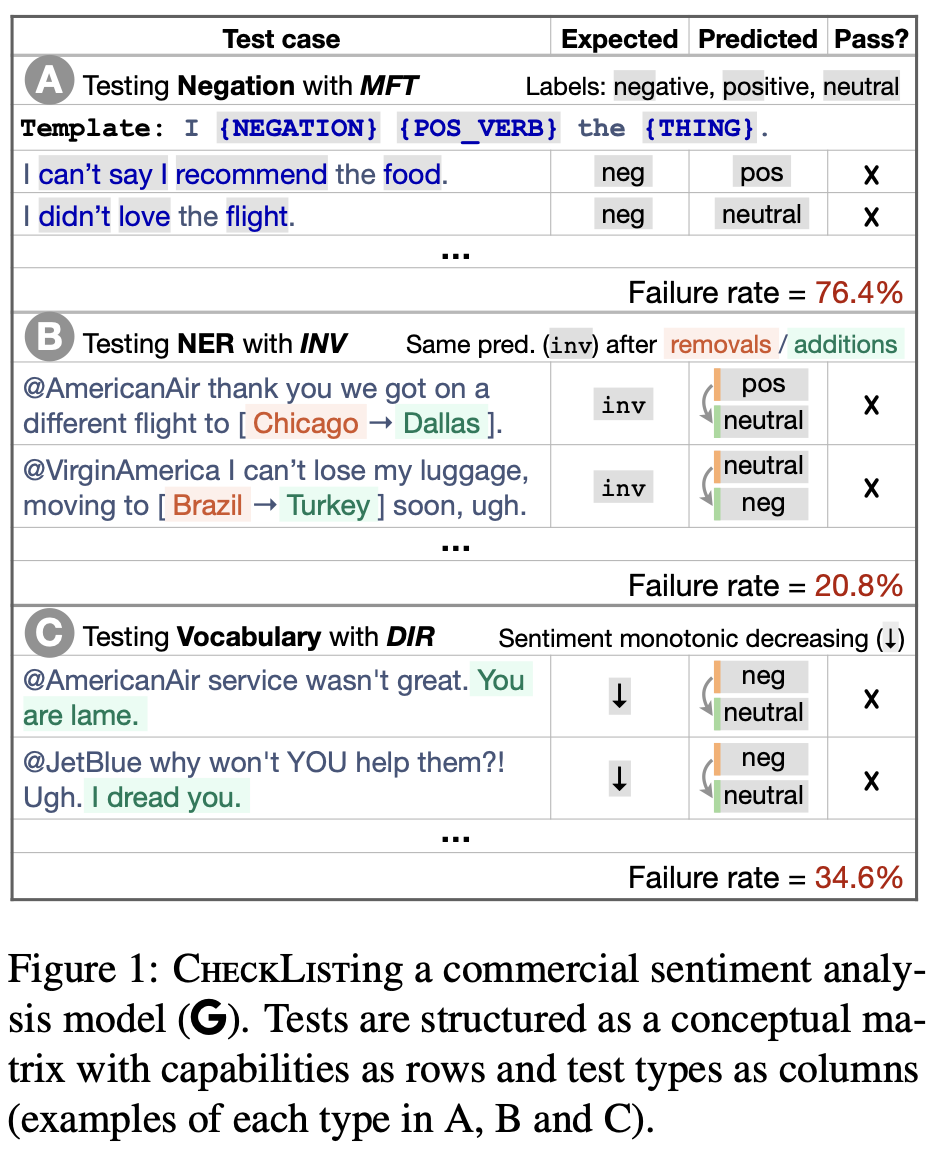 Test case Expected Predicted Pass?
A Testing Negation with MFT Labels: negative, positive, neutral
Template: I {NEGATION} {POS_VERB} the {THING}.
I can't say I recommend the food. neg pos X
I didn't love the flight. neg neutral X
...
Failure rate = 76.4%
B Testing NER with INV Same pred. (inv) after removals / additions
@AmericanAir thank you we got on a
different flight to [ Chicago → Dallas ]. inv pos neutral X
@VirginAmerica I can't lose my luggage,
moving to [ Brazil → Turkey ] soon, ugh. inv neutral neg X
...
Failure rate = 20.8%
C Testing Vocabulary with DIR Sentiment monotonic decreasing (↓)
@AmericanAir service wasn't great. You
are lame. ↓ neg neutral X
@JetBlue why won't YOU help them?!
Ugh. I dread you. ↓ neg neutral X
...
Failure rate = 34.6%
Figure 1: CHECKLISTing a commercial sentiment analy-
sis model (G). Tests are structured as a conceptual ma-
trix with capabilities as rows and test types as columns
(examples of each type in A, B and C).